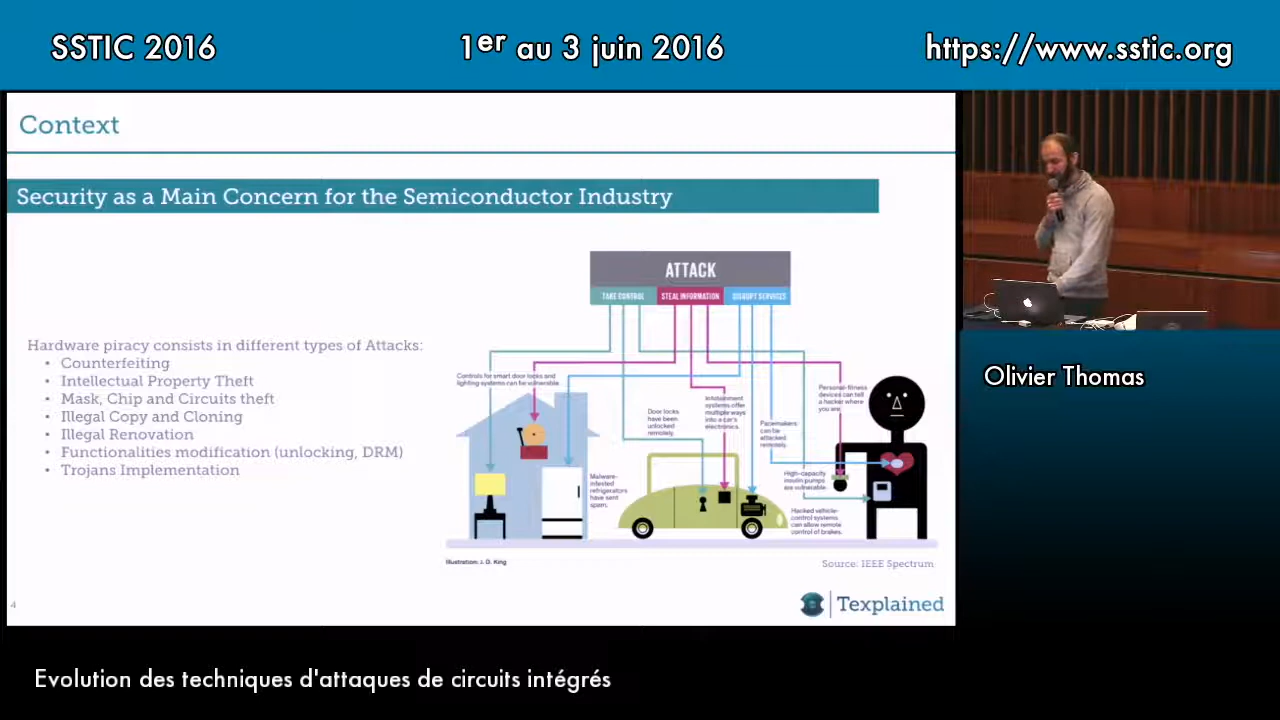 SSTIC 2016
1er au 3 juin 2016
https://www.sstic.org
Context
Security as a Main Concern for the Semiconductor Industry
Hardware piracy consists in different types of Attacks:
• Counterfeiting
• Intellectual Property Theft
• Mask, Chip and Circuits theft
• Illegal Copy and Cloning
• Illegal Renovation
• Functionalities modification (unlocking, DRM)
• Trojans Implementation
ATTACK
TAKE CONTROL
STEAL INFORMATION
DISRUPT SERVICES
Controls for smart door locks and
lighting systems can be vulnerable.
Malware-
infested
refrigerators
have sent
spam.
Door locks
have been
unlocked
remotely.
Infotainment
systems offer
multiple ways
into a car's
electronics.
Pacemakers
can be
attacked
remotely.
Personal-fitness
devices can tell
a hacker where
you are.
High-capacity
insulin pumps
are vulnerable.
Hacked vehicle-
control systems
can allow remote
control of brakes.
Illustration: J. D. King
Source: IEEE Spectrum
4
Texplained
Olivier Thomas
Evolution des techniques d'attaques de circuits intégrés